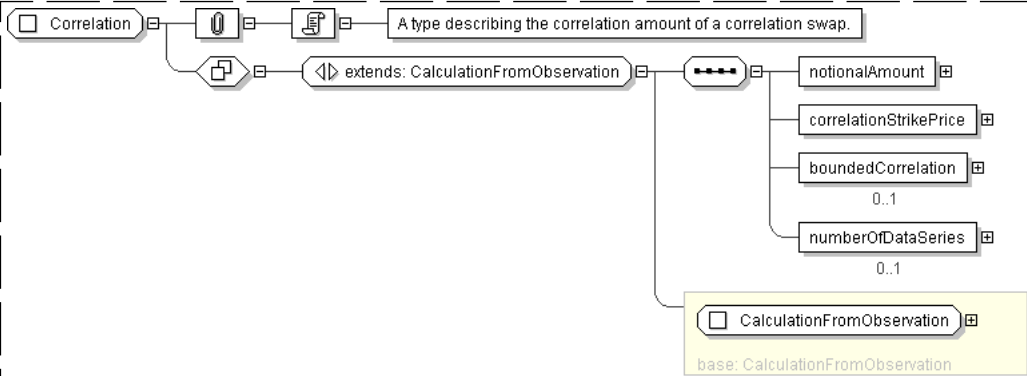 Correlation
A type describing the correlation amount of a correlation swap.
extends: CalculationFromObservation
notionalAmount
correlationStrikePrice
boundedCorrelation
0..1
numberOfDataSeries
0..1
CalculationFromObservation
base: CalculationFromObservation